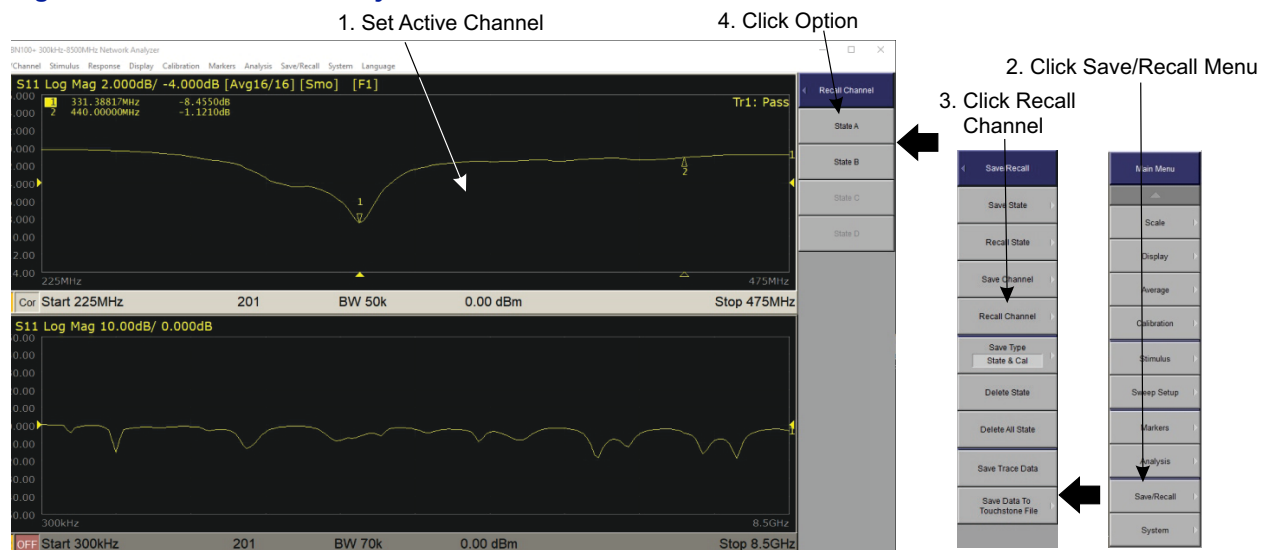 1. Set Active Channel
4. Click Option
2. Click Save/Recall Menu
3. Click Recall
Channel
300kHz-8500MHz Network Analyzer
Stimulus Response Display Calibration Markers Analysis Save/Recall System Language
S11 Log Mag 2.000dB/ -4.000dB [Avg16/16] [Smo] [F1]
1 331.38817MHz -8.4550dB
2 440.00000MHz -1.1210dB
Tr1: Pass
1
2
1
225MHz
475MHz
Cor Start 225MHz 201 BW 50k 0.00 dBm Stop 475MHz
S11 Log Mag 10.00dB/ 0.000dB
1
300kHz
8.5GHz
OFF Start 300kHz 201 BW 70k 0.00 dBm Stop 8.5GHz
Recall Channel
State A
State B
State C
State D
Save/Recall
Save State
Recall State
Save Channel
Recall Channel
Save Type
State & Cal
Delete State
Delete All State
Save Trace Data
Save Data To
Touchstone File
Main Menu
Scale
Display
Average
Calibration
Stimulus
Sweep Setup
Markers
Analysis
Save/Recall
System